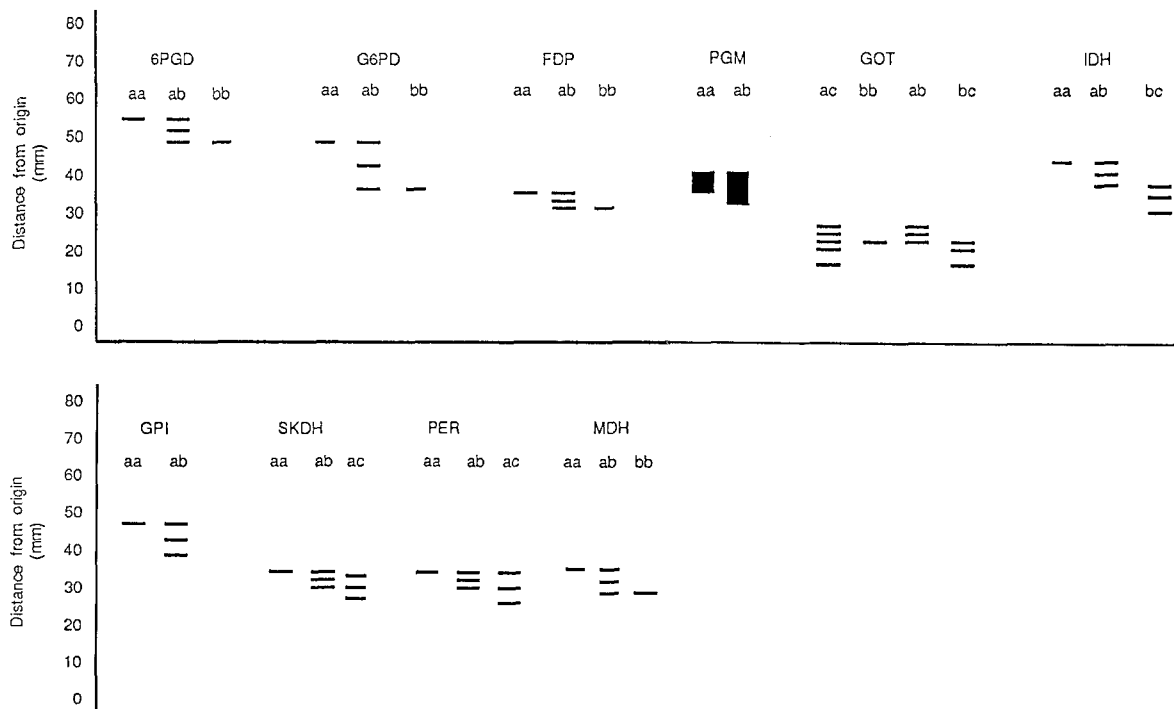 80
70
60
50
40
30
20
10
0
Distance from origin
(mm)
6PGD G6PD FDP PGM GOT IDH
aa ab bb aa ab bb aa ab bb aa ab ac bb ab bc aa ab bc
80
70
60
50
40
30
20
10
0
Distance from origin
(mm)
GPI SKDH PER MDH
aa ab aa ab ac aa ab ac aa ab bb